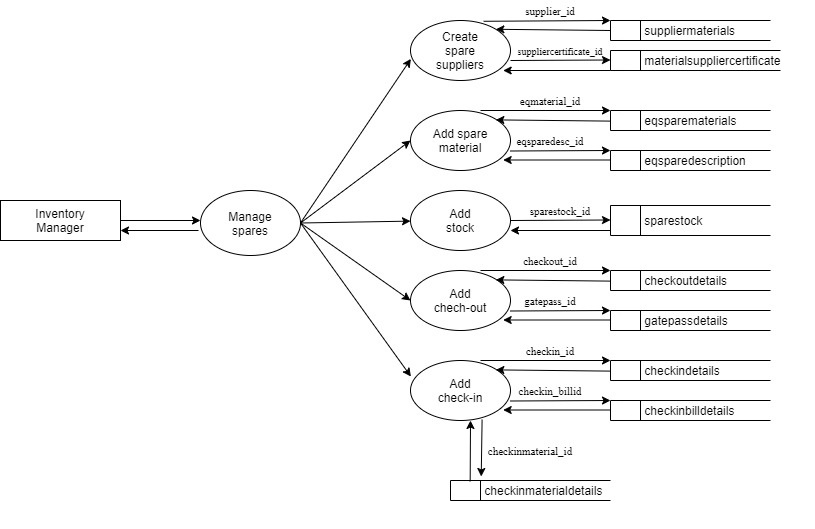 supplier_id
Create
spare
suppliers
suppliermaterials
suppliercertificate_id
materialsuppliercertificate
eqmaterial_id
Add spare
material
eqsparematerials
eqsparedesc_id
eqsparedescription
Inventory
Manager
Manage
spares
Add
stock
sparestock_id
sparestock
checkout_id
Add
chech-out
checkoutdetails
gatepass_id
gatepassdetails
checkin_id
Add
check-in
checkindetails
checkin_billid
checkinbilldetails
checkinmaterial_id
checkinmaterialdetails